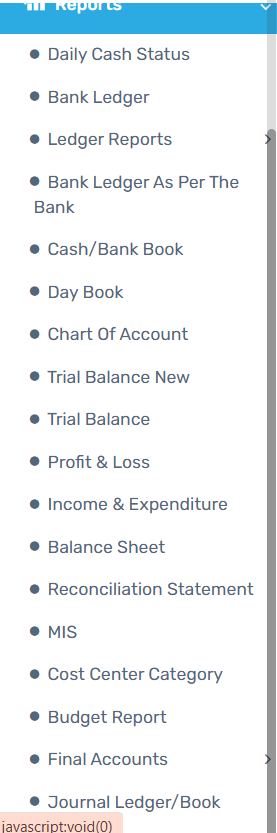 Reports
Daily Cash Status
Bank Ledger
Ledger Reports
Bank Ledger As Per The
Bank
Cash/Bank Book
Day Book
Chart Of Account
Trial Balance New
Trial Balance
Profit & Loss
Income & Expenditure
Balance Sheet
Reconciliation Statement
MIS
Cost Center Category
Budget Report
Final Accounts
Journal Ledger/Book
javascript:void(0)